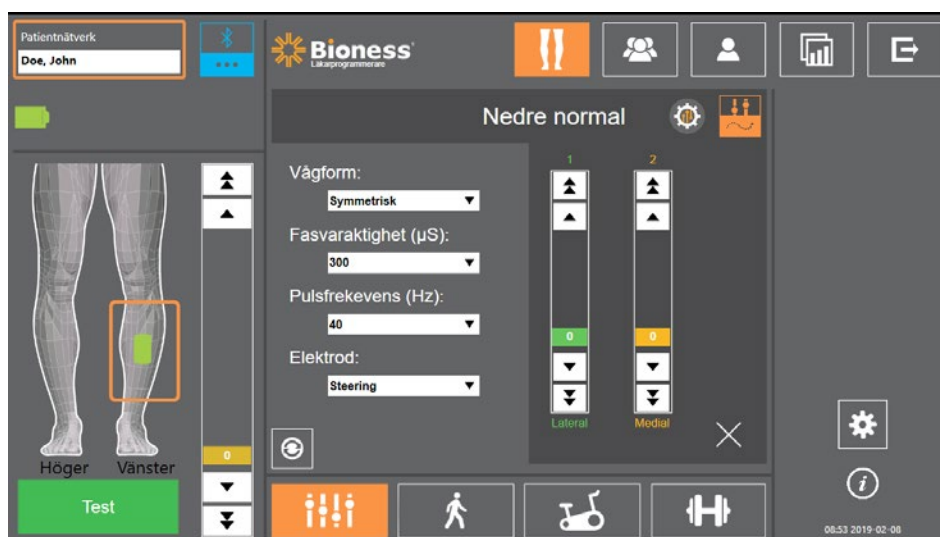 Patientnätverk
Doe, John
Bioness
Läkarprogrammerare
Nedre normal
Vågform:
Symmetrisk
Fasvaraktighet (µS):
300
Pulsfrekevens (Hz):
40
Elektrod:
Steering
1
2
0
0
Lateral
Medial
0
Höger
Vänster
Test
08:53 2019-02-08